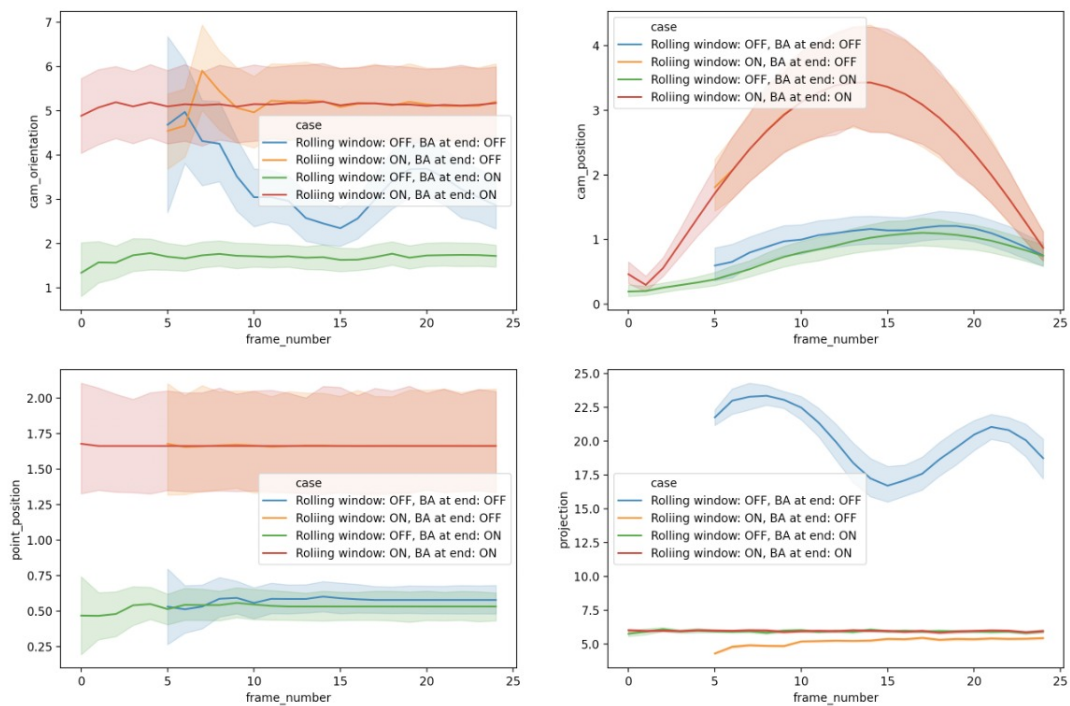 7
6
5
4
3
2
1
cam_orientation
case
Rolling window: OFF, BA at end: OFF
Roliing window: ON, BA at end: OFF
Rolling window: OFF, BA at end: ON
Roliing window: ON, BA at end: ON
0 5 10 15 20 25
frame_number
4
3
2
1
0
cam_position
case
Rolling window: OFF, BA at end: OFF
Roliing window: ON, BA at end: OFF
Rolling window: OFF, BA at end: ON
Roliing window: ON, BA at end: ON
0 5 10 15 20 25
frame_number
2.00
1.75
1.50
1.25
1.00
0.75
0.50
0.25
point_position
case
Rolling window: OFF, BA at end: OFF
Roliing window: ON, BA at end: OFF
Rolling window: OFF, BA at end: ON
Roliing window: ON, BA at end: ON
0 5 10 15 20 25
frame_number
25.0
22.5
20.0
17.5
15.0
12.5
10.0
7.5
5.0
projection
case
Rolling window: OFF, BA at end: OFF
Roliing window: ON, BA at end: OFF
Rolling window: OFF, BA at end: ON
Roliing window: ON, BA at end: ON
0 5 10 15 20 25
frame_number